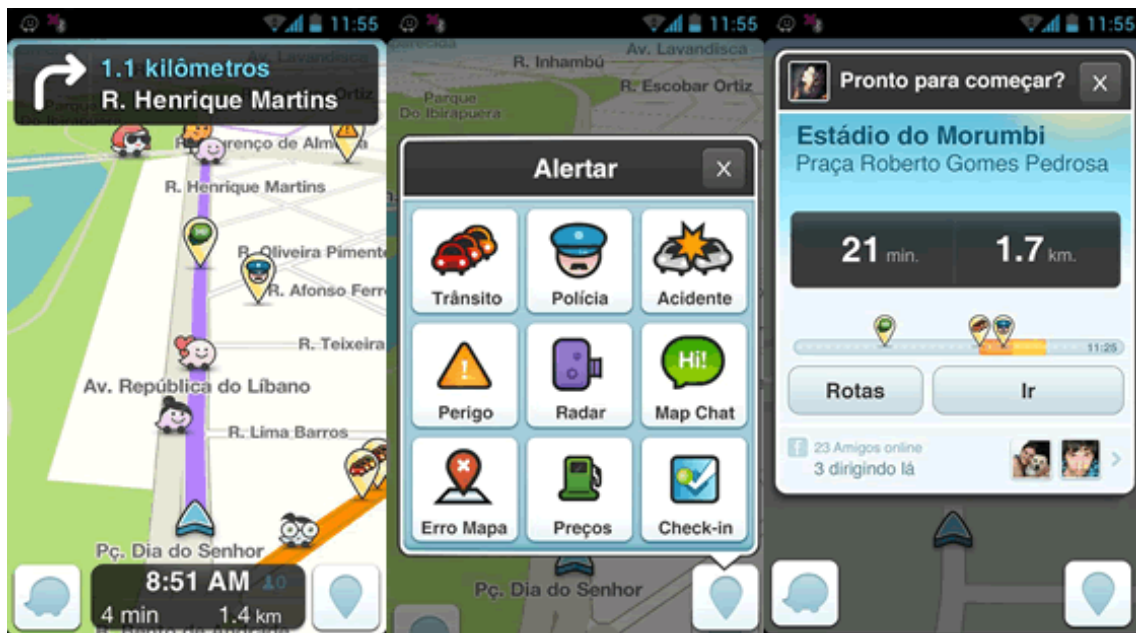 11:55
1.1 kilômetros
R. Henrique Martins
R. Henrique Martins
R. Oliveira Pimente
R. Afonso Ferr
R. Teixeira
Av. República do Líbano
R. Lima Barros
Pç. Dia do Senhor
8:51 AM
4 min 1.4 km
11:55
Av. Lavandisca
R. Inhambú
R. Escobar Ortiz
Parque
Do Ibirapuera
Alertar
Trânsito Polícia Acidente
Perigo Radar Hi! Map Chat
Erro Mapa Preços Check-in
Pç. Dia do Senhor
11:55
Pronto para começar?
Estádio do Morumbi
Praça Roberto Gomes Pedrosa
21 min. 1.7 km.
11:25
Rotas Ir
23 Amigos online
3 dirigindo lá